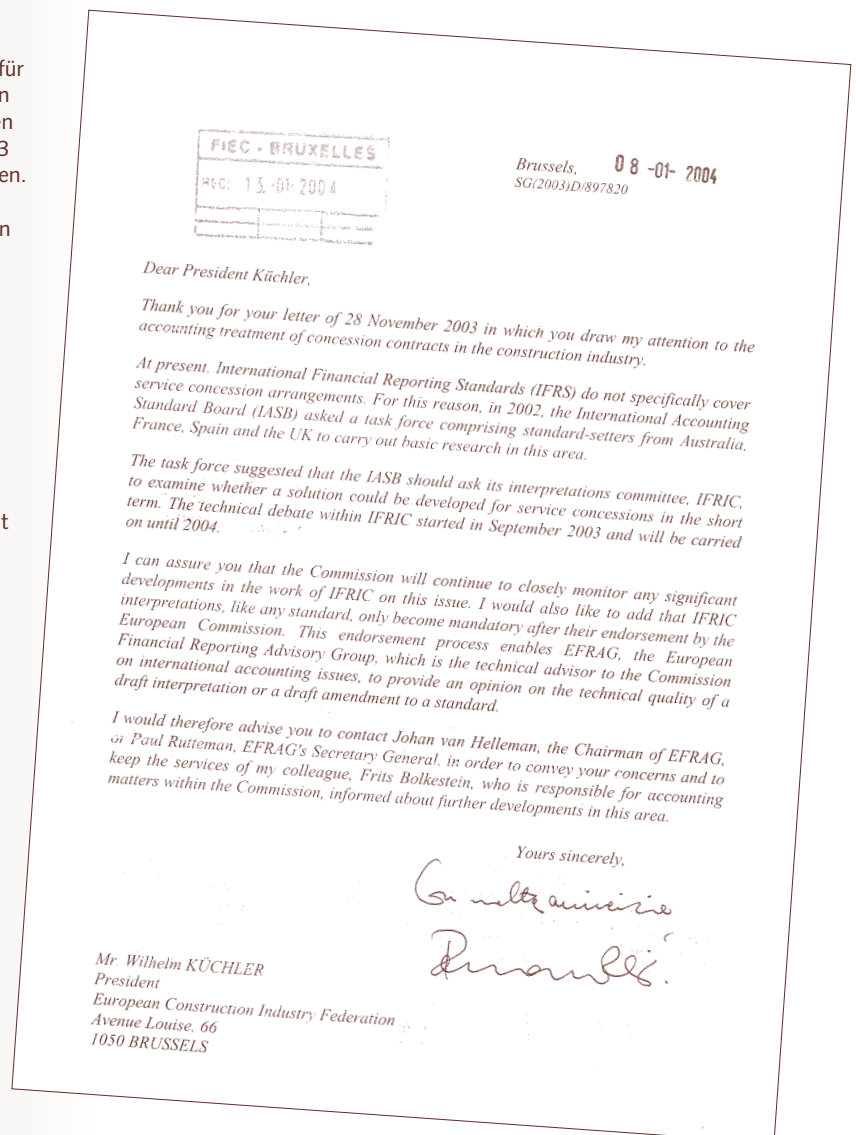 für
n
en
3
en.
n
t
FIEC - BRUXELLES
REC: 13 -01- 2004
Brussels, 08 -01- 2004
SG(2003)D/897820
Dear President Küchler,
Thank you for your letter of 28 November 2003 in which you draw my attention to the
accounting treatment of concession contracts in the construction industry.
At present. International Financial Reporting Standards (IFRS) do not specifically cover
service concession arrangements. For this reason, in 2002, the International Accounting
Standard Board (IASB) asked a task force comprising standard-setters from Australia,
France, Spain and the UK to carry out basic research in this area.
The task force suggested that the IASB should ask its interpretations committee, IFRIC,
to examine whether a solution could be developed for service concessions in the short
term. The technical debate within IFRIC started in September 2003 and will be carried
on until 2004.
I can assure you that the Commission will continue to closely monitor any significant
developments in the work of IFRIC on this issue. I would also like to add that IFRIC
interpretations, like any standard, only become mandatory after their endorsement by the
European Commission. This endorsement process enables EFRAG, the European
Financial Reporting Advisory Group, which is the technical advisor to the Commission
on international accounting issues, to provide an opinion on the technical quality of a
draft interpretation or a draft amendment to a standard.
I would therefore advise you to contact Johan van Helleman, the Chairman of EFRAG,
or Paul Rutteman, EFRAG's Secretary General, in order to convey your concerns and to
keep the services of my colleague, Frits Bolkestein, who is responsible for accounting
matters within the Commission, informed about further developments in this area.
Yours sincerely,
Mr. Wilhelm KÜCHLER
President
European Construction Industry Federation
Avenue Louise, 66
1050 BRUSSELS